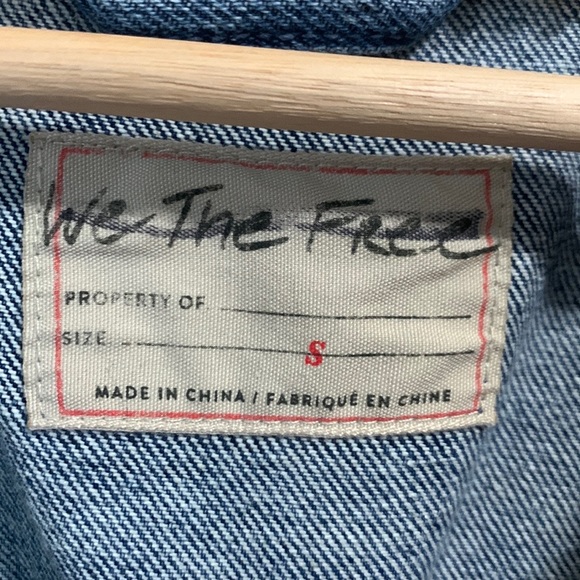 We The Free
PROPERTY OF
SIZE S
MADE IN CHINA / FABRIQUÉ EN CHINE